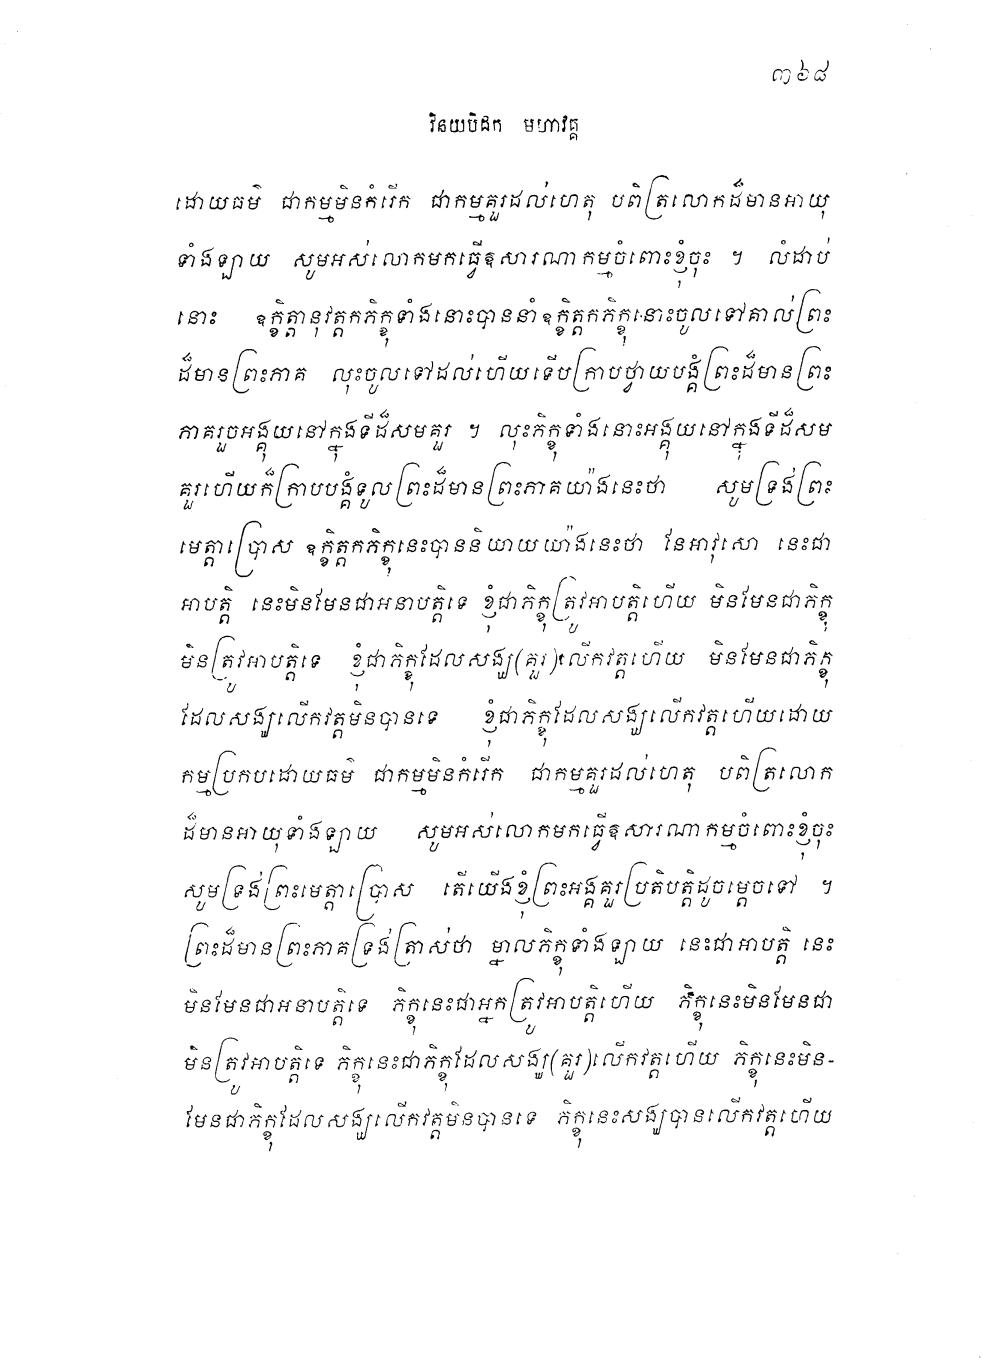 ៣៦៨
វិនយបិដក មហាវគ្គ
ដោយធម៌ ជាកម្មមិនកំរើក ជាកម្មគួរដល់ហេតុ បពិត្រលោកដ៏មានអាយុ
ទាំងឡាយ សូមអស់លោកមកធ្វើឱសារណាកម្មចំពោះខ្ញុំចុះ ។ លំដាប់
នោះ ឧក្ខិត្តានុវត្តកភិក្ខុទាំងនោះបាននាំឧក្ខិត្តកភិក្ខុនោះចូលទៅគាល់ព្រះ
ដ៏មានព្រះភាគ លុះចូលទៅដល់ហើយទើបក្រាបថ្វាយបង្គំព្រះដ៏មានព្រះ
ភាគរួចអង្គុយនៅក្នុងទីដ៏សមគួរ ។ លុះភិក្ខុទាំងនោះអង្គុយនៅក្នុងទីដ៏សម
គួរហើយក៏ក្រាបបង្គំទូលព្រះដ៏មានព្រះភាគយ៉ាងនេះថា សូមទ្រង់ព្រះ
មេត្តាប្រោស ឧក្ខិត្តកភិក្ខុនេះបាននិយាយយ៉ាងនេះថា នែអាវុសោ នេះជា
អាបត្តិ នេះមិនមែនជាអនាបត្តិទេ ខ្ញុំជាភិក្ខុត្រូវអាបត្តិហើយ មិនមែនជាភិក្ខុ
មិនត្រូវអាបត្តិទេ ខ្ញុំជាភិក្ខុដែលសង្ឃ(គួរ)លើកវត្តហើយ មិនមែនជាភិក្ខុ
ដែលសង្ឃលើកវត្តមិនបានទេ ខ្ញុំជាភិក្ខុដែលសង្ឃលើកវត្តហើយដោយ
កម្មប្រកបដោយធម៌ ជាកម្មមិនកំរើក ជាកម្មគួរដល់ហេតុ បពិត្រលោក
ដ៏មានអាយុទាំងឡាយ សូមអស់លោកមកធ្វើឱសារណាកម្មចំពោះខ្ញុំចុះ
សូមទ្រង់ព្រះមេត្តាប្រោស តើយើងខ្ញុំព្រះអង្គគួរប្រតិបត្តិដូចម្តេចទៅ ។
ព្រះដ៏មានព្រះភាគទ្រង់ត្រាស់ថា ម្នាលភិក្ខុទាំងឡាយ នេះជាអាបត្តិ នេះ
មិនមែនជាអនាបត្តិទេ ភិក្ខុនេះជាអ្នកត្រូវអាបត្តិហើយ ភិក្ខុនេះមិនមែនជា
មិនត្រូវអាបត្តិទេ ភិក្ខុនេះជាភិក្ខុដែលសង្ឃ(គួរ)លើកវត្តហើយ ភិក្ខុនេះមិន-
មែនជាភិក្ខុដែលសង្ឃលើកវត្តមិនបានទេ ភិក្ខុនេះសង្ឃបានលើកវត្តហើយ